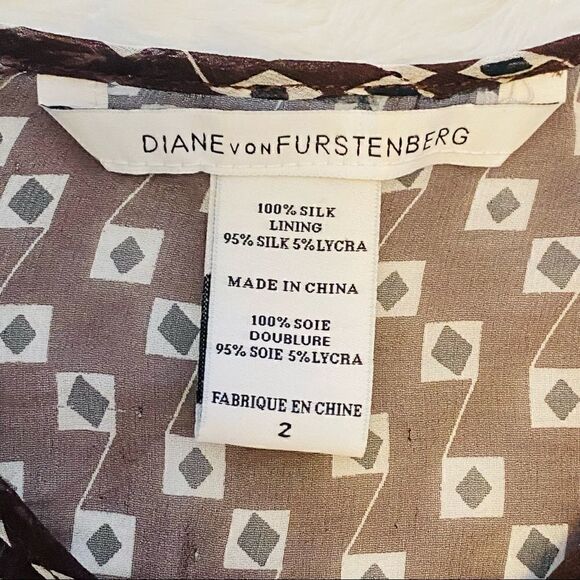 DIANE VON FURSTENBERG
100% SILK
LINING
95% SILK 5% LYCRA
MADE IN CHINA
100% SOIE
DOUBLURE
95% SOIE 5% LYCRA
FABRIQUE EN CHINE
2